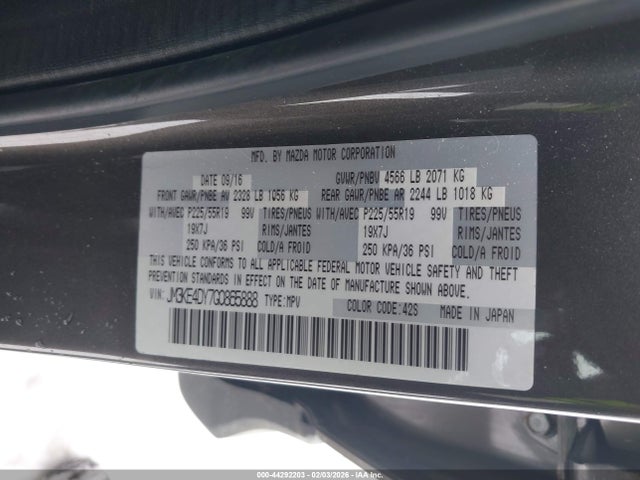 MFD. BY MAZDA MOTOR CORPORATION
DATE 09/16 GVWR/PNBV 4566 LB 2071 KG
FRONT GAWR/PNBE AV 2328 LB 1056 KG REAR GAWR/PNBE AR 2244 LB 1018 KG
WITH/AVEC P225/55R19 99V TIRES/PNEUS WITH/AVEC P225/55R19 99V TIRES/PNEUS
19X7J RIMS/JANTES 19X7J RIMS/JANTES
250 KPA/36 PSI COLD/A FROID 250 KPA/36 PSI COLD/A FROID
THIS VEHICLE CONFORMS TO ALL APPLICABLE FEDERAL MOTOR VEHICLE SAFETY AND THEFT
PREVENTION STANDARDS IN EFFECT ON THE DATE OF MANUFACTURE SHOWN ABOVE.
VIN: JM3KE4DY7G0855888 TYPE: MPV COLOR CODE: 42S MADE IN JAPAN
000-44292203 - 02/03/2026 - COPYRIGHT IAA, LLC.